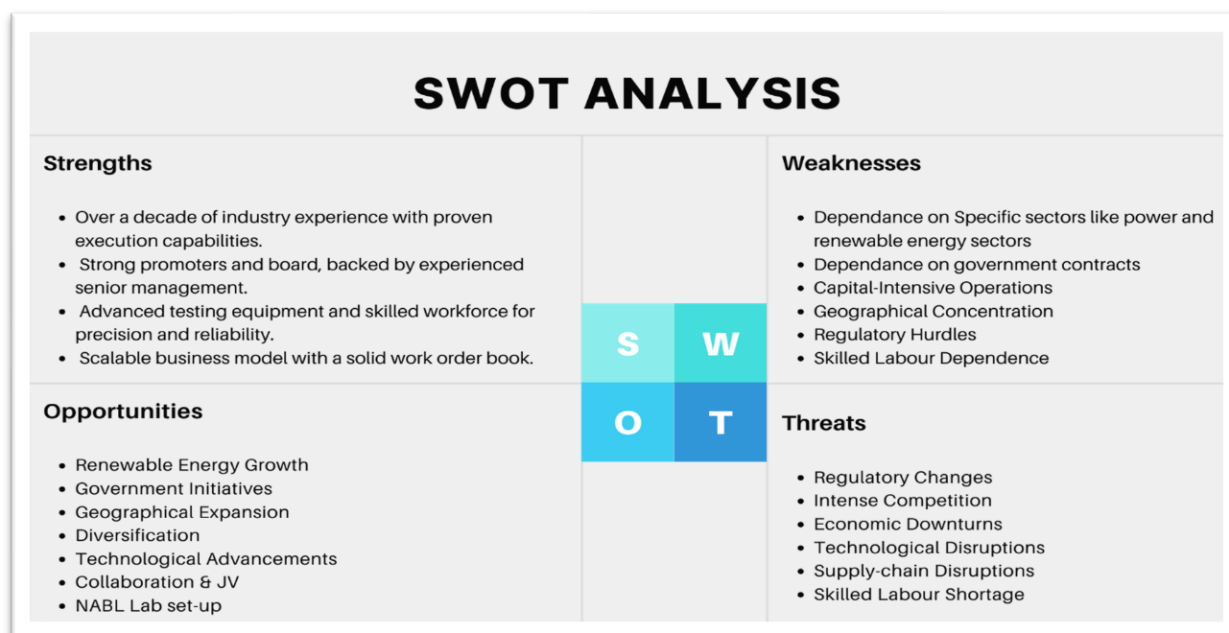 SWOT ANALYSIS
Strengths
• Over a decade of industry experience with proven
execution capabilities.
• Strong promoters and board, backed by experienced
senior management.
• Advanced testing equipment and skilled workforce for
precision and reliability.
• Scalable business model with a solid work order book.
Weaknesses
• Dependance on Specific sectors like power and
renewable energy sectors
• Dependance on government contracts
• Capital-Intensive Operations
• Geographical Concentration
• Regulatory Hurdles
• Skilled Labour Dependence
S W
O T
Opportunities
• Renewable Energy Growth
• Government Initiatives
• Geographical Expansion
• Diversification
• Technological Advancements
• Collaboration & JV
• NABL Lab set-up
Threats
• Regulatory Changes
• Intense Competition
• Economic Downturns
• Technological Disruptions
• Supply-chain Disruptions
• Skilled Labour Shortage